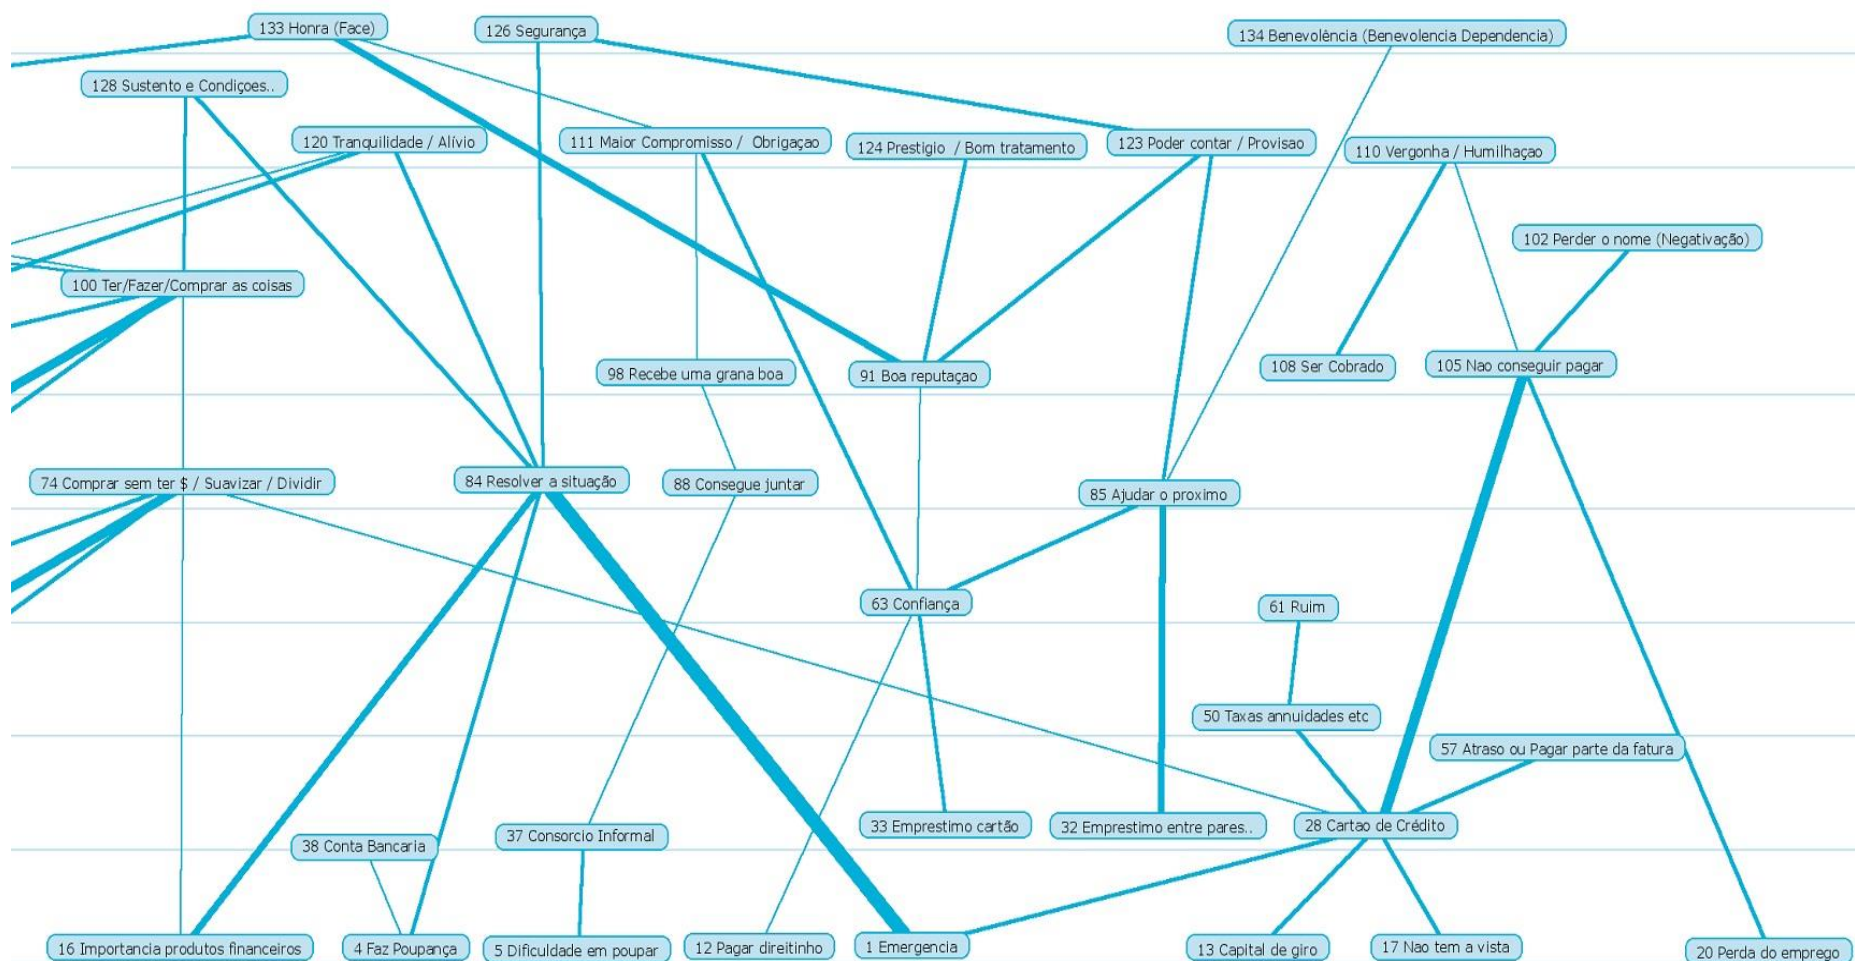 133 Honra (Face)
126 Segurança
134 Benevolência (Benevolencia Dependencia)
128 Sustento e Condiçoes..
120 Tranquilidade / Alívio
111 Maior Compromisso / Obrigaçao
124 Prestigio / Bom tratamento
123 Poder contar / Provisao
110 Vergonha / Humilhaçao
102 Perder o nome (Negativação)
100 Ter/Fazer/Comprar as coisas
98 Recebe uma grana boa
91 Boa reputaçao
108 Ser Cobrado
105 Nao conseguir pagar
74 Comprar sem ter $ / Suavizar / Dividir
84 Resolver a situação
88 Consegue juntar
85 Ajudar o proximo
63 Confiança
61 Ruim
50 Taxas annuidades etc
57 Atraso ou Pagar parte da fatura
38 Conta Bancaria
37 Consorcio Informal
33 Emprestimo cartão
32 Emprestimo entre pares..
28 Cartao de Crédito
16 Importancia produtos financeiros
4 Faz Poupança
5 Dificuldade em poupar
12 Pagar direitinho
1 Emergencia
13 Capital de giro
17 Nao tem a vista
20 Perda do emprego